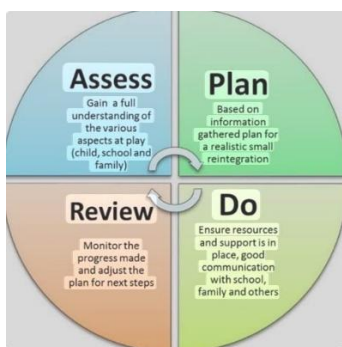 Assess
Gain a full
understanding of
the various
aspects at play
(child, school and
family)
Plan
Based on
information
gathered plan for
a realistic small
reintegration
Review
Monitor the
progress made
and adjust the
plan for next steps
Do
Ensure resources
and support is in
place, good
communication
with school,
family and others